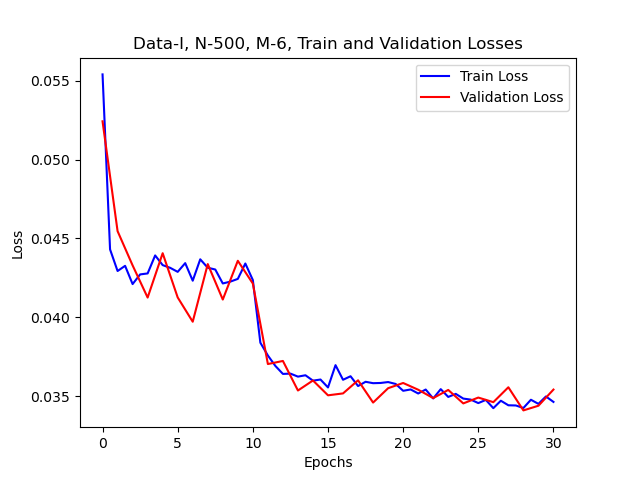 Data-I, N-500, M-6, Train and Validation Losses
Train Loss
Validation Loss
0.055
0.050
0.045
0.040
0.035
Loss
0
5
10
15
20
25
30
Epochs